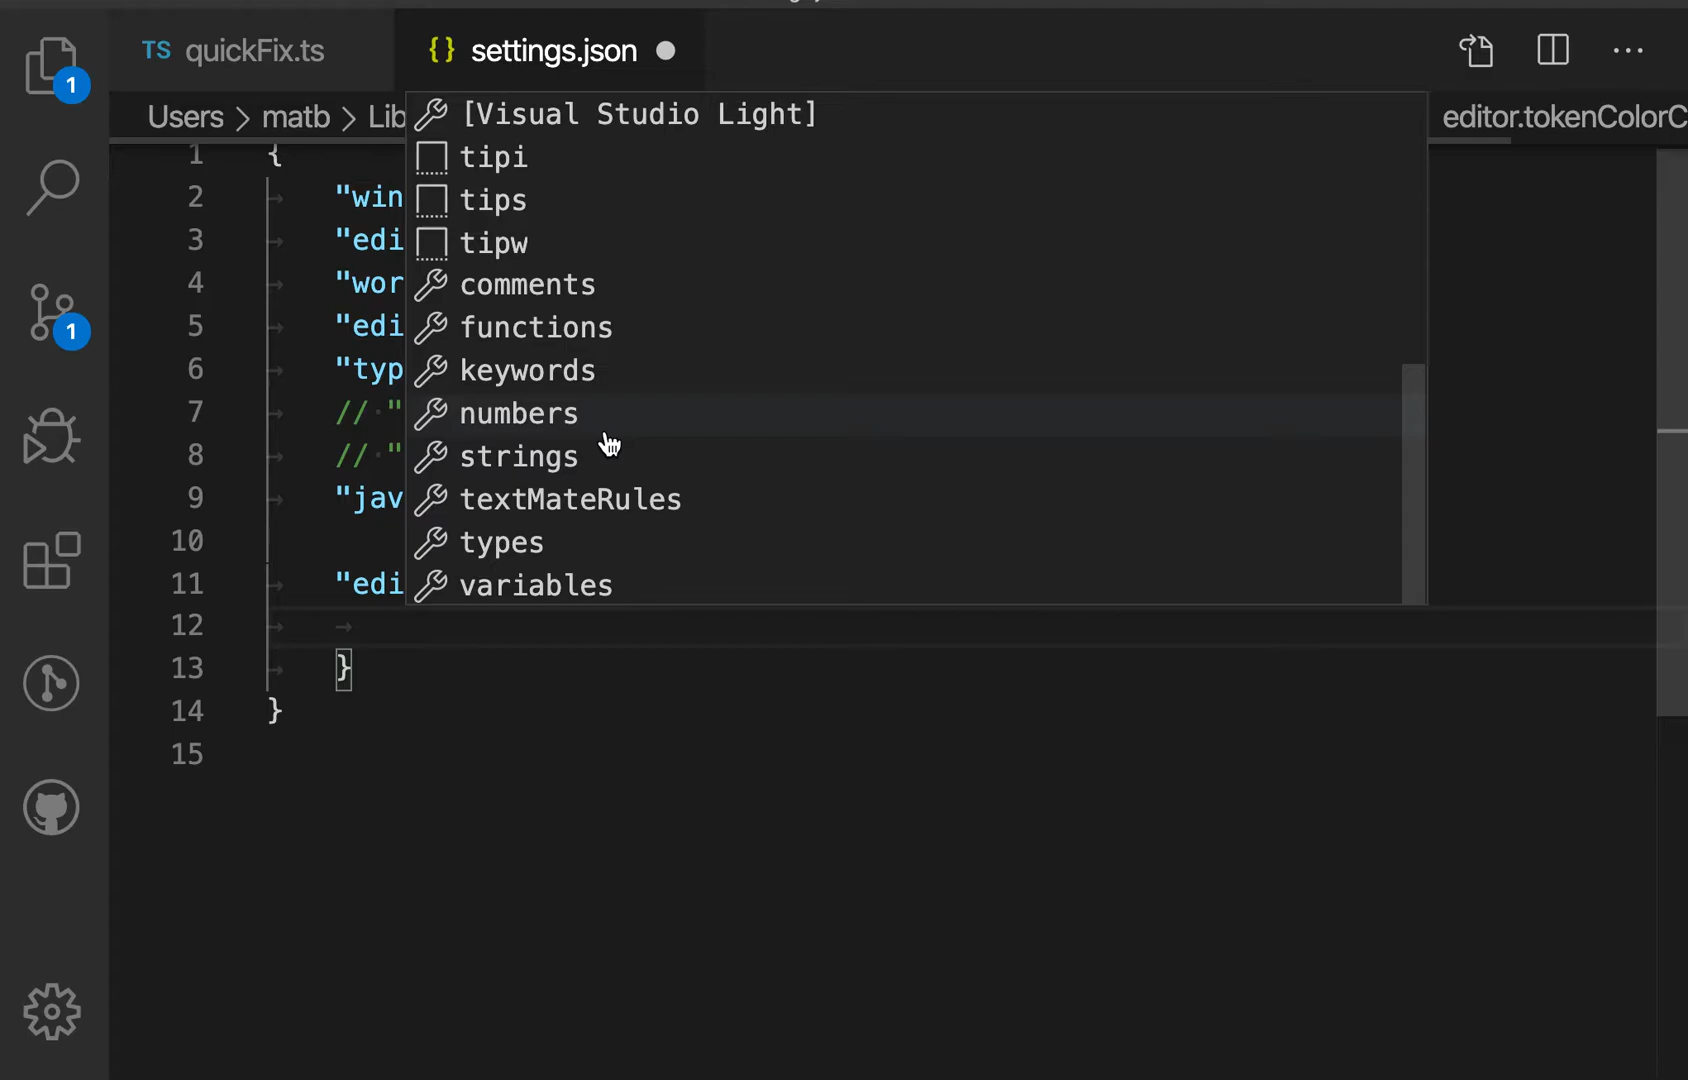 TS quickFix.ts
{} settings.json
1
Users > matb > Lib
editor.tokenColorC
[Visual Studio Light]
tipi
tips
tipw
comments
functions
keywords
numbers
strings
textMateRules
types
variables
1 {
2 "win
3 "edi
4 "wor
5 "edi
6 "typ
7 // "
8 // "
9 "jav
10
11 "edi
12
13 }
14 }
15
1